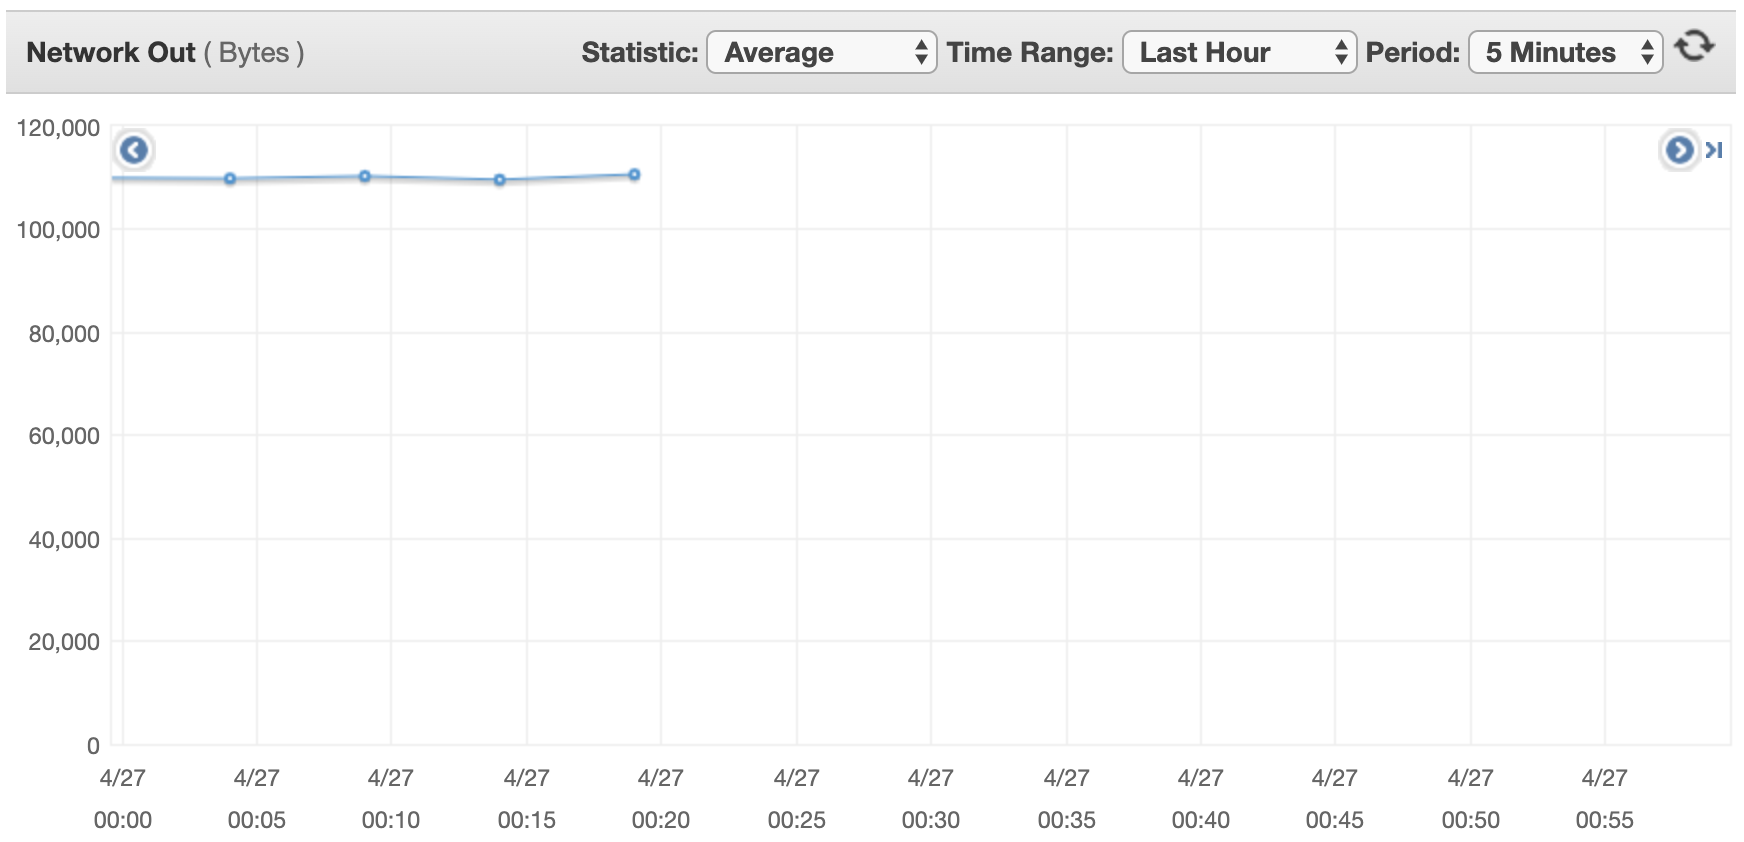 Network Out ( Bytes ) Statistic: Average Time Range: Last Hour Period: 5 Minutes
120,000
100,000
80,000
60,000
40,000
20,000
0
4/27 4/27 4/27 4/27 4/27 4/27 4/27 4/27 4/27 4/27 4/27 4/27
00:00 00:05 00:10 00:15 00:20 00:25 00:30 00:35 00:40 00:45 00:50 00:55